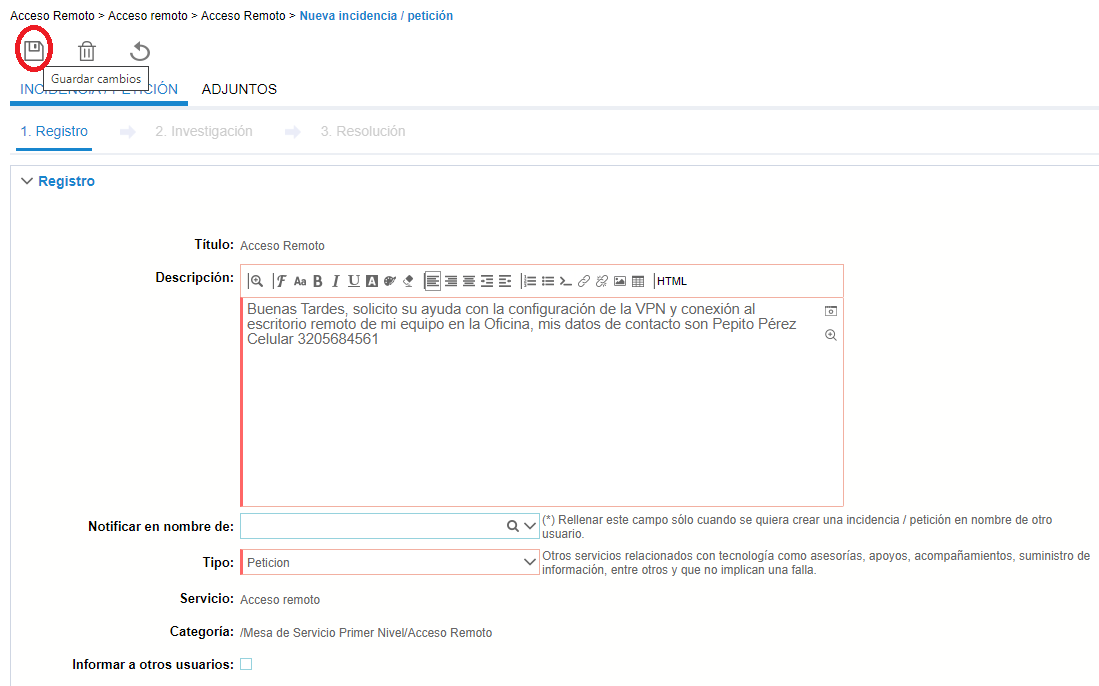 Acceso Remoto > Acceso remoto > Acceso Remoto > Nueva incidencia / petición
Guardar cambios
INCIDENCIA / PETICIÓN ADJUNTOS
1. Registro 2. Investigación 3. Resolución
Registro
Título: Acceso Remoto
Descripción:
Aa B I U A HTML
Buenas Tardes, solicito su ayuda con la configuración de la VPN y conexión al
escritorio remoto de mi equipo en la Oficina, mis datos de contacto son Pepito Pérez
Celular 3205684561
Notificar en nombre de: (*) Rellenar este campo sólo cuando se quiera crear una incidencia / petición en nombre de otro
usuario.
Tipo: Peticion Otros servicios relacionados con tecnología como asesorías, apoyos, acompañamientos, suministro de
información, entre otros y que no implican una falla.
Servicio: Acceso remoto
Categoría: /Mesa de Servicio Primer Nivel/Acceso Remoto
Informar a otros usuarios: